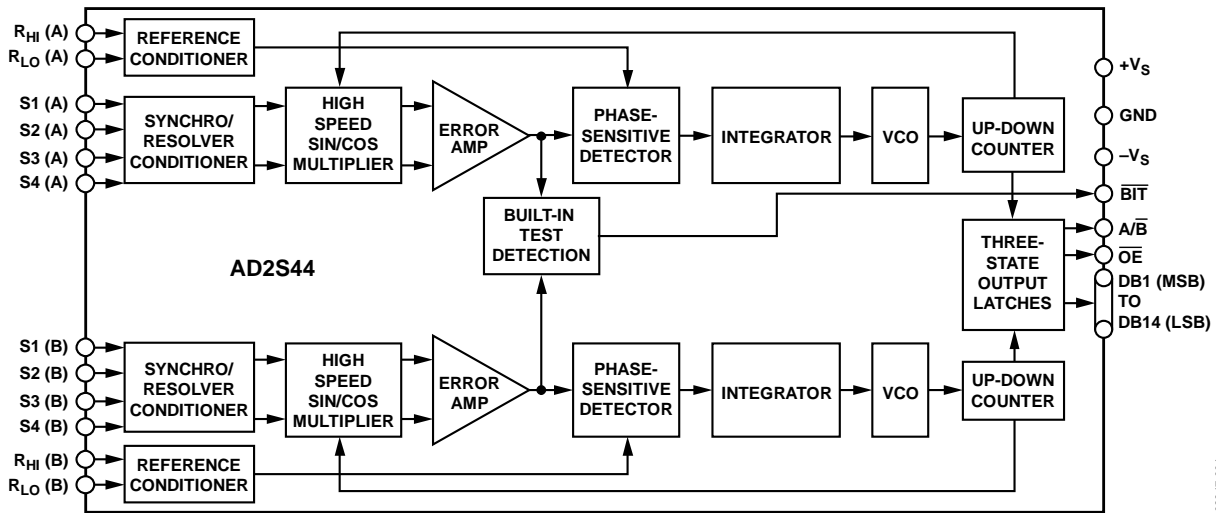 R_HI (A)
R_LO (A)
REFERENCE
CONDITIONER
S1 (A)
S2 (A)
S3 (A)
S4 (A)
SYNCHRO/
RESOLVER
CONDITIONER
HIGH
SPEED
SIN/COS
MULTIPLIER
ERROR
AMP
PHASE-
SENSITIVE
DETECTOR
INTEGRATOR
VCO
UP-DOWN
COUNTER
+V_S
GND
–V_S
B̅I̅T̅
A/B̅
O̅E̅
DB1 (MSB)
TO
DB14 (LSB)
BUILT-IN
TEST
DETECTION
THREE-
STATE
OUTPUT
LATCHES
AD2S44
S1 (B)
S2 (B)
S3 (B)
S4 (B)
SYNCHRO/
RESOLVER
CONDITIONER
HIGH
SPEED
SIN/COS
MULTIPLIER
ERROR
AMP
PHASE-
SENSITIVE
DETECTOR
INTEGRATOR
VCO
UP-DOWN
COUNTER
R_HI (B)
R_LO (B)
REFERENCE
CONDITIONER